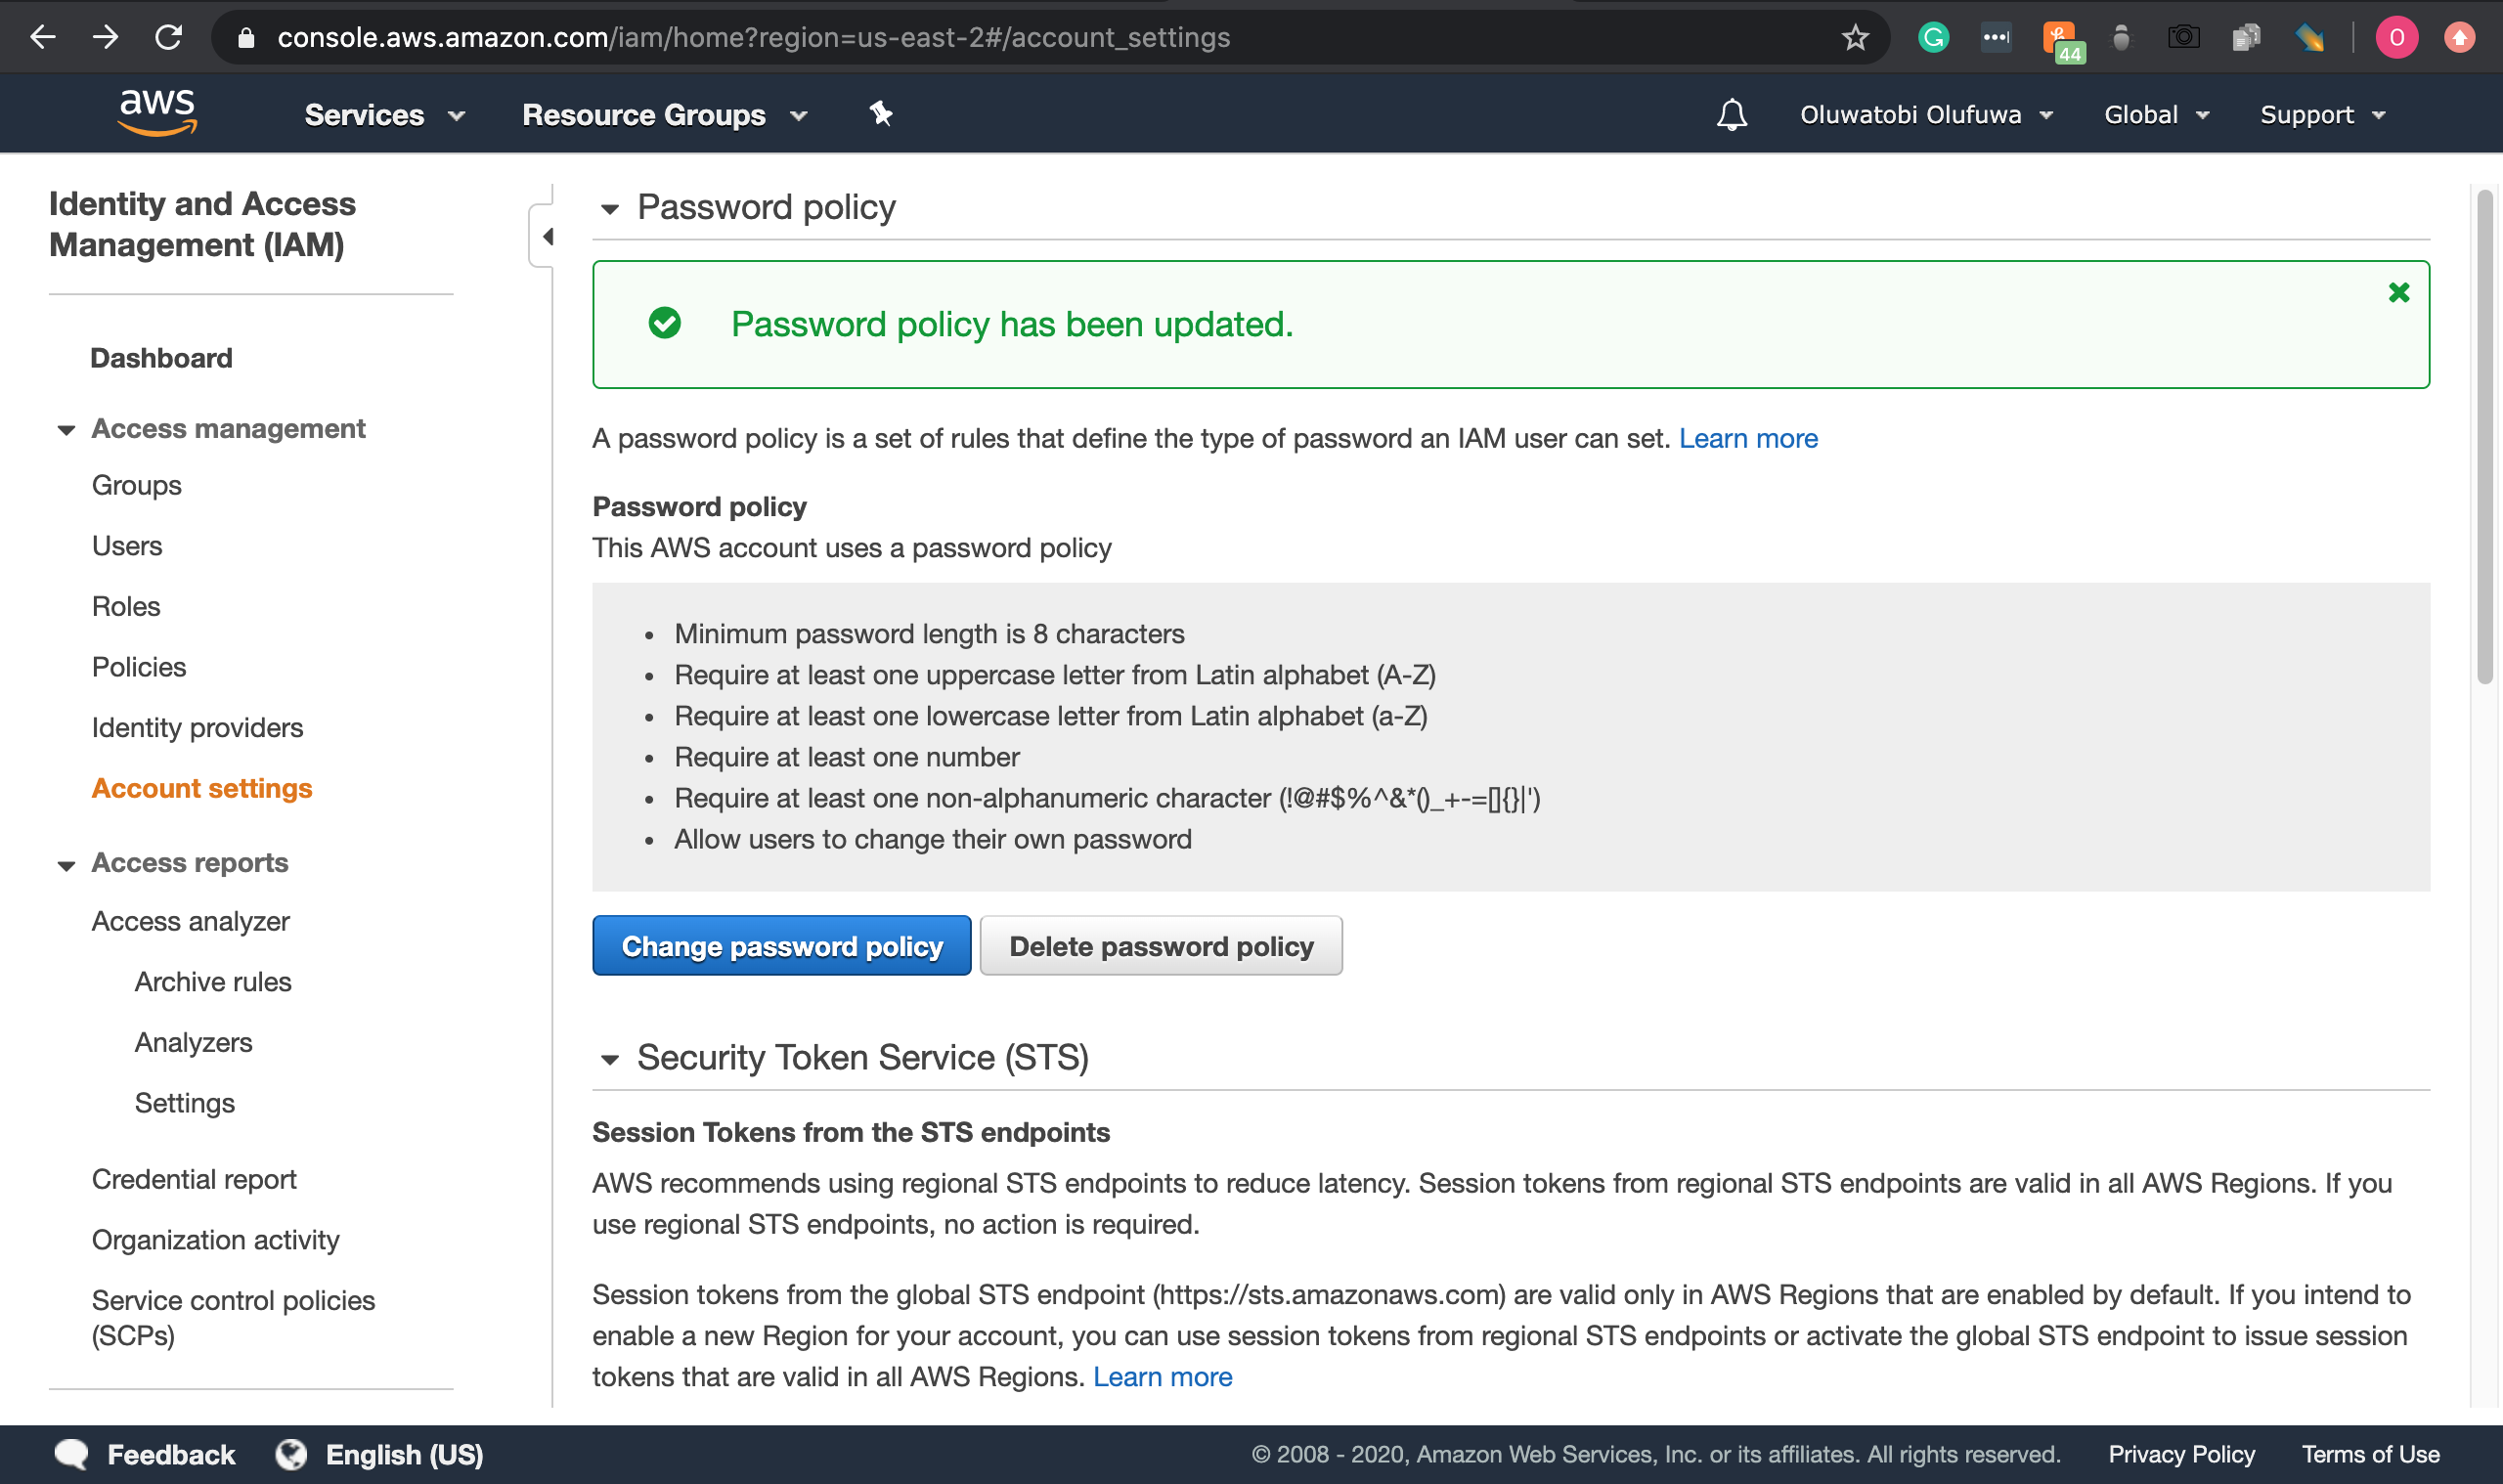 console.aws.amazon.com/iam/home?region=us-east-2#/account_settings
44
O
aws
Services
Resource Groups
Oluwatobi Olufuwa
Global
Support
Identity and Access
Management (IAM)
Dashboard
Access management
Groups
Users
Roles
Policies
Identity providers
Account settings
Access reports
Access analyzer
Archive rules
Analyzers
Settings
Credential report
Organization activity
Service control policies
(SCPs)
Password policy
Password policy has been updated.
A password policy is a set of rules that define the type of password an IAM user can set. Learn more
Password policy
This AWS account uses a password policy
• Minimum password length is 8 characters
• Require at least one uppercase letter from Latin alphabet (A-Z)
• Require at least one lowercase letter from Latin alphabet (a-Z)
• Require at least one number
• Require at least one non-alphanumeric character (!@#$%^&*()_+-=[]{}|')
• Allow users to change their own password
Change password policy
Delete password policy
Security Token Service (STS)
Session Tokens from the STS endpoints
AWS recommends using regional STS endpoints to reduce latency. Session tokens from regional STS endpoints are valid in all AWS Regions. If you
use regional STS endpoints, no action is required.
Session tokens from the global STS endpoint (https://sts.amazonaws.com) are valid only in AWS Regions that are enabled by default. If you intend to
enable a new Region for your account, you can use session tokens from regional STS endpoints or activate the global STS endpoint to issue session
tokens that are valid in all AWS Regions. Learn more
Feedback
English (US)
© 2008 - 2020, Amazon Web Services, Inc. or its affiliates. All rights reserved.
Privacy Policy
Terms of Use